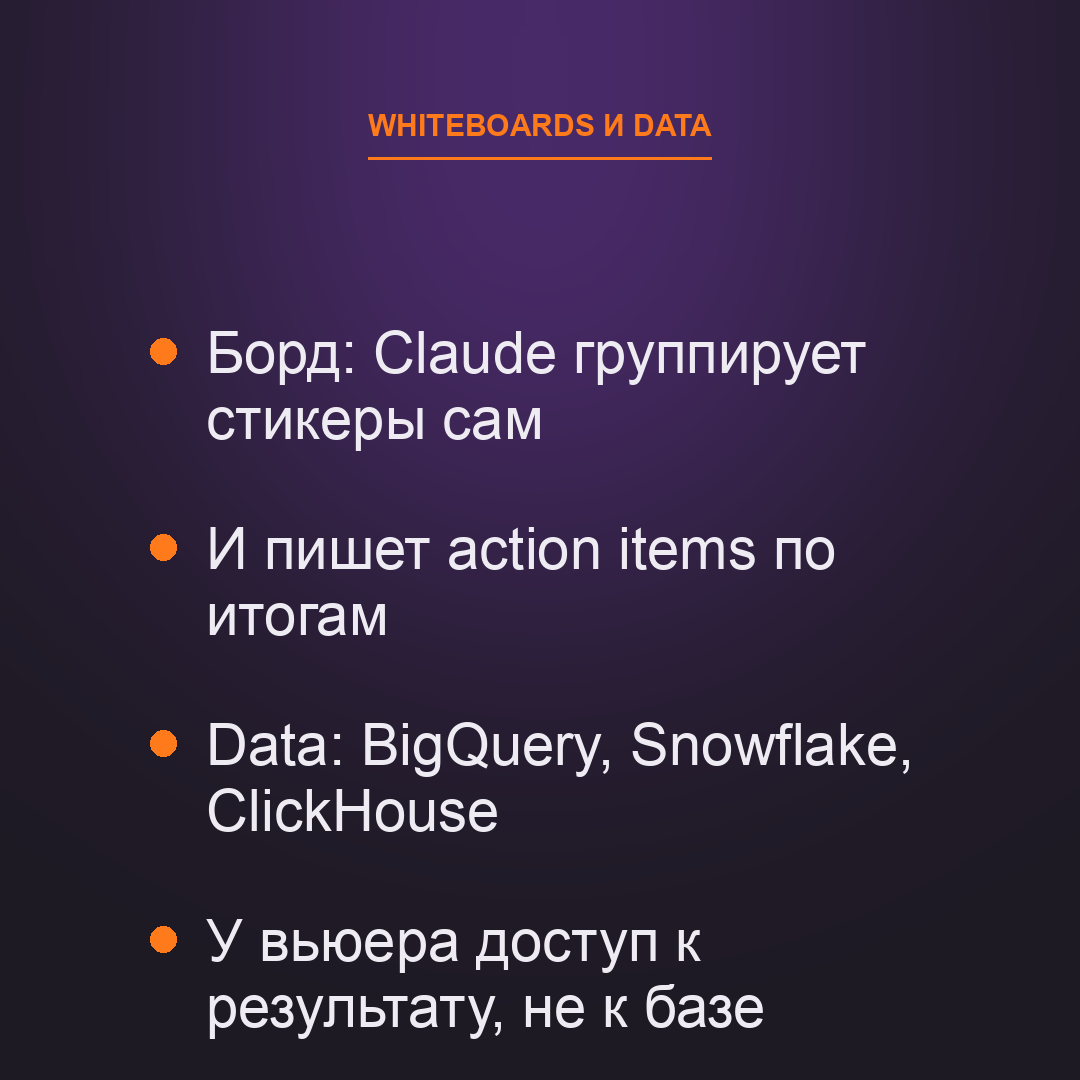 WHITEBOARDS И DATA
Борд: Claude группирует
стикеры сам
И пишет action items по
итогам
Data: BigQuery, Snowflake,
ClickHouse
У вьюера доступ к
результату, не к базе